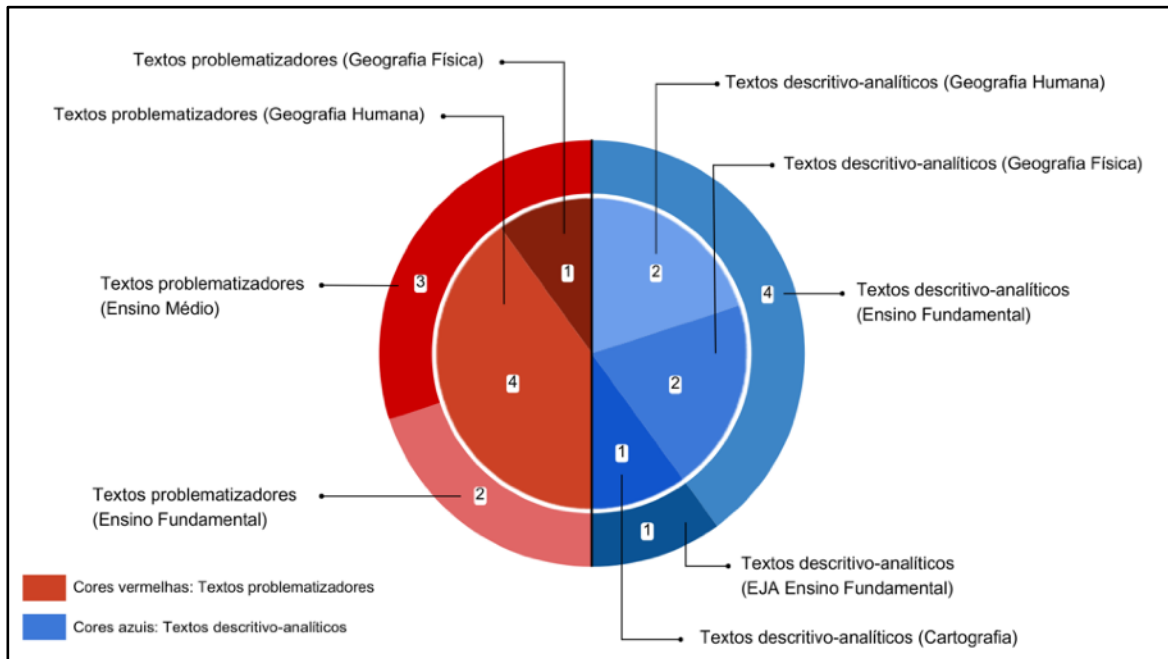 Textos problematizadores (Geografia Física)
Textos problematizadores (Geografia Humana)
Textos descritivo-analíticos (Geografia Humana)
Textos descritivo-analíticos (Geografia Física)
1
2
3
4
Textos problematizadores
(Ensino Médio)
Textos descritivo-analíticos
(Ensino Fundamental)
4
2
1
Textos problematizadores
(Ensino Fundamental)
2
1
Textos descritivo-analíticos
(EJA Ensino Fundamental)
Cores vermelhas: Textos problematizadores
Cores azuis: Textos descritivo-analíticos
Textos descritivo-analíticos (Cartografia)